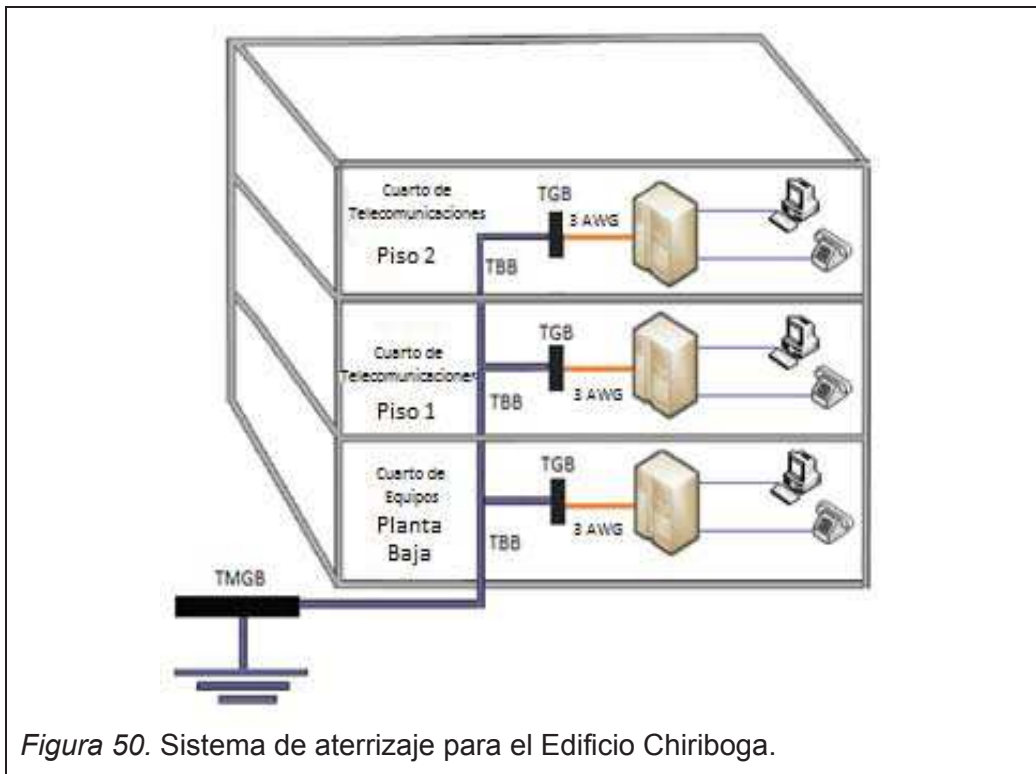 Cuarto de
Telecomunicaciones
Piso 2
TGB
3 AWG
TBB
Cuarto de
Telecomunicaciones
Piso 1
TGB
3 AWG
TBB
Cuarto de
Equipos
Planta
Baja
TGB
3 AWG
TBB
TMGB
Figura 50. Sistema de aterrizaje para el Edificio Chiriboga.